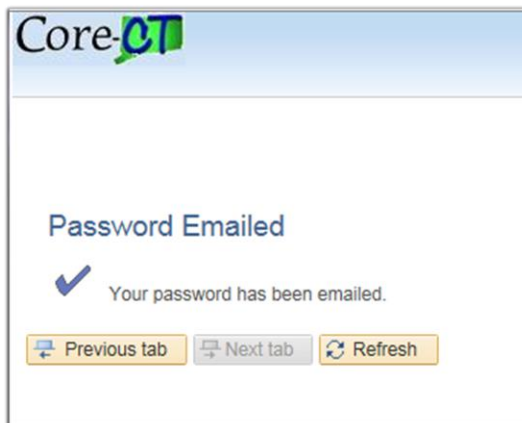 Core-CT
Password Emailed
Your password has been emailed.
Previous tab Next tab Refresh